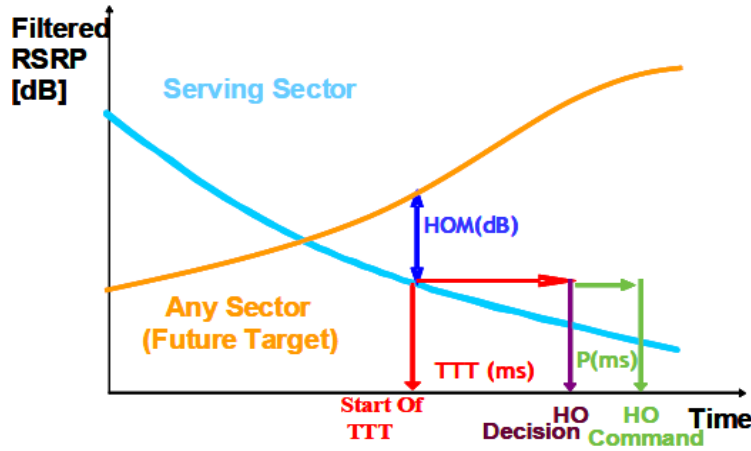 Filtered
RSRP
[dB]
Serving Sector
HOM(dB)
Any Sector
(Future Target)
TTT (ms)
P(ms)
Start Of
TTT
HO
Decision
HO
Command
Time